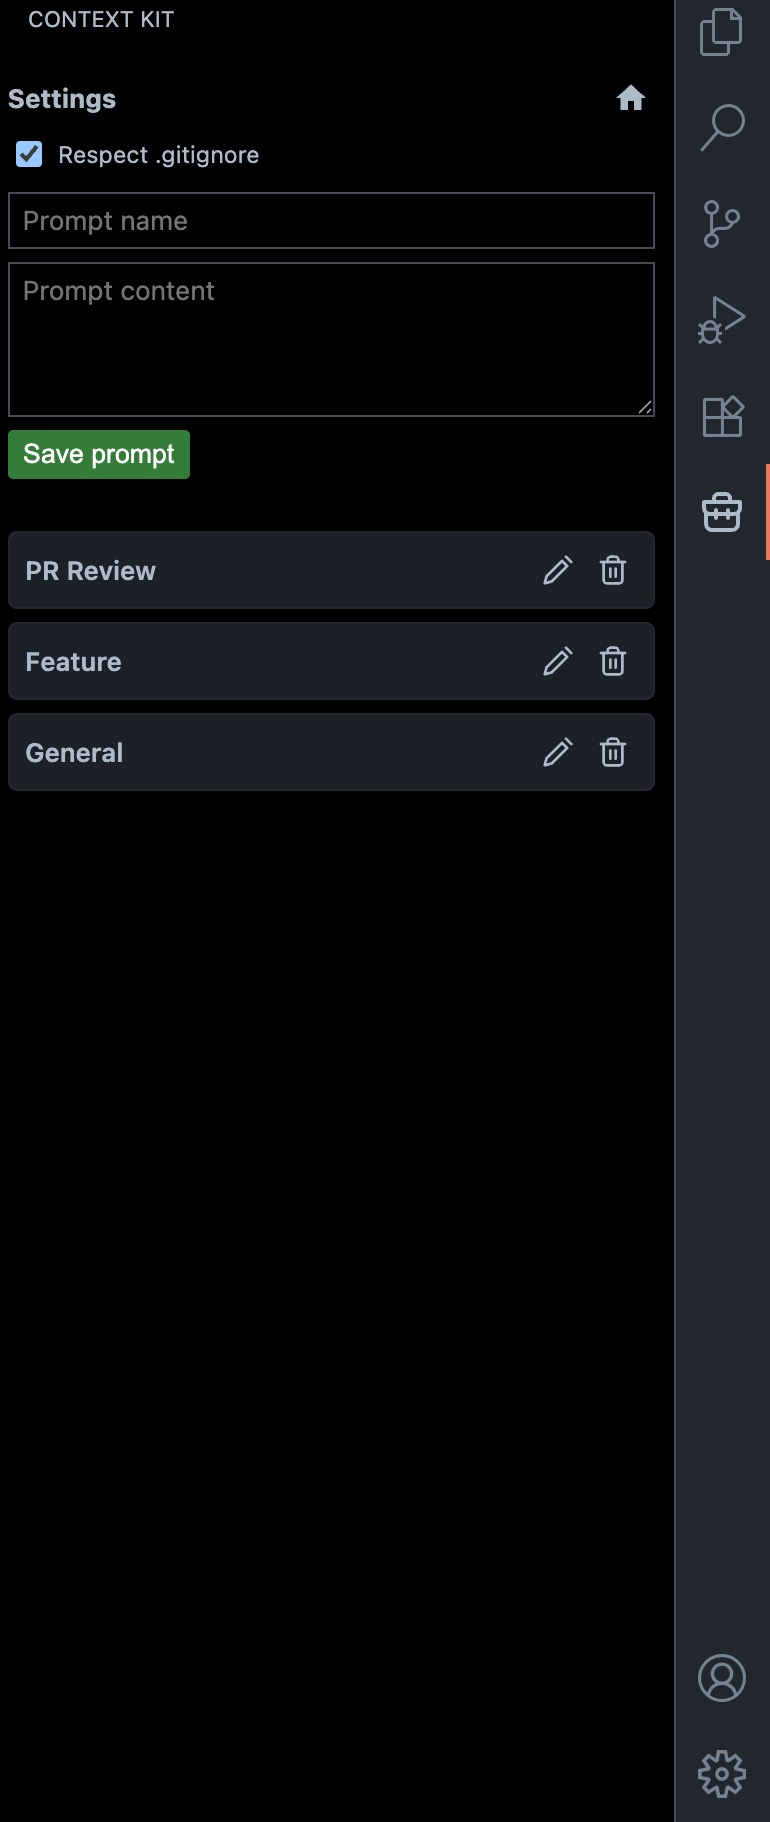 CONTEXT KIT
Settings
Respect .gitignore
Prompt name
Prompt content
Save prompt
PR Review
Feature
General